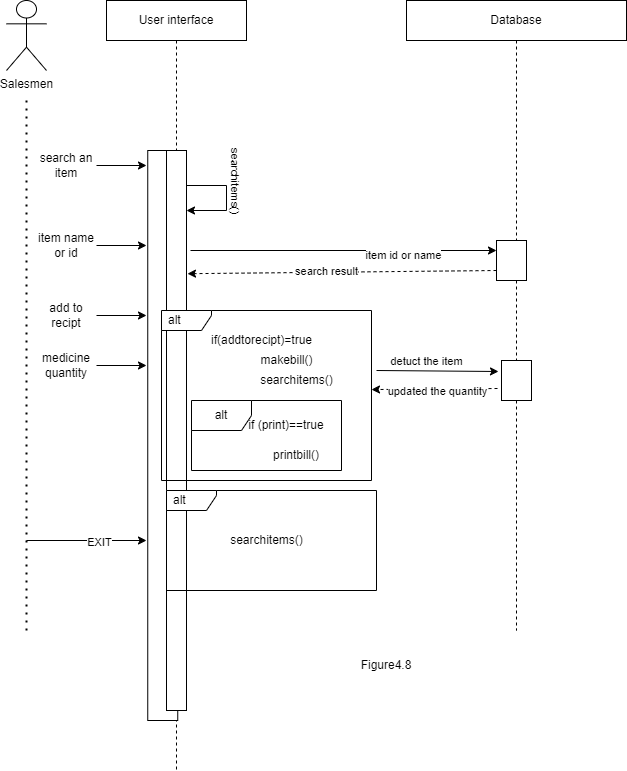 User interface
Database
Salesmen
search an
item
searchitems()
item name
or id
item id or name
search result
add to
recipt
alt
if(addtorecipt)=true
medicine
quantity
makebill()
searchitems()
detuct the item
updated the quantity
alt
if (print)==true
printbill()
alt
EXIT
searchitems()
Figure4.8